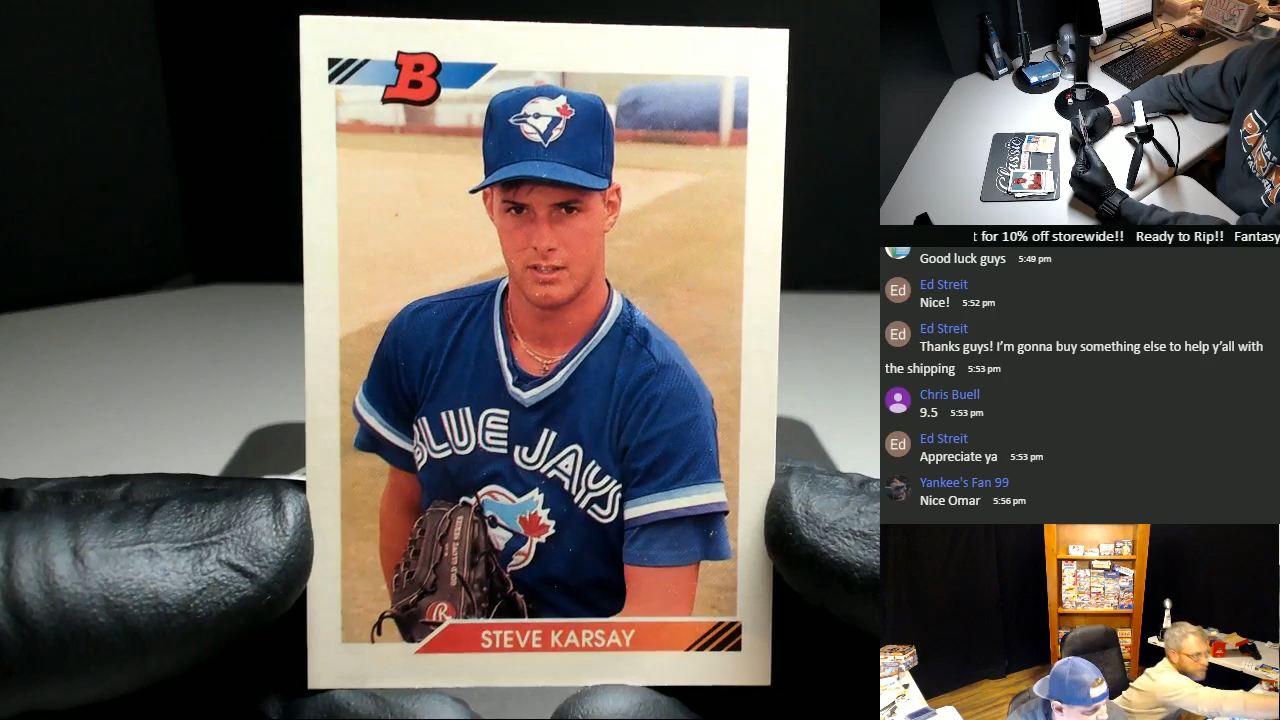 B
BLUE JAYS
STEVE KARSAY
Classic
t for 10% off storewide!! Ready to Rip!! Fantasy
Good luck guys 5:49 pm
Ed Ed Streit
Nice! 5:52 pm
Ed Ed Streit
Thanks guys! I'm gonna buy something else to help y'all with
the shipping 5:53 pm
Chris Buell
9.5 5:53 pm
Ed Ed Streit
Appreciate ya 5:53 pm
Yankee's Fan 99
Nice Omar 5:56 pm